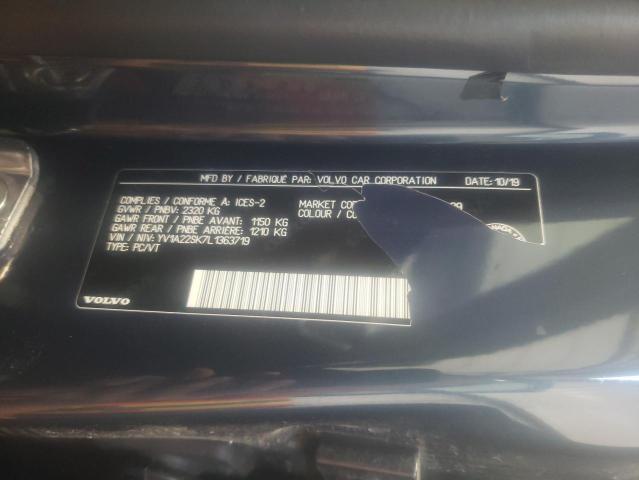 MFD BY / FABRIQUÉ PAR: VOLVO CAR CORPORATION DATE: 10/19
COMPLIES / CONFORME A: ICES-2
GVWR / PNBV: 2320 KG
GAWR FRONT / PNBE AVANT: 1150 KG
GAWR REAR / PNBE ARRIÈRE: 1210 KG
VIN / NIV: YV1A22SK7L1363719
TYPE: PC/VT
MARKET
COLOUR /
VOLVO